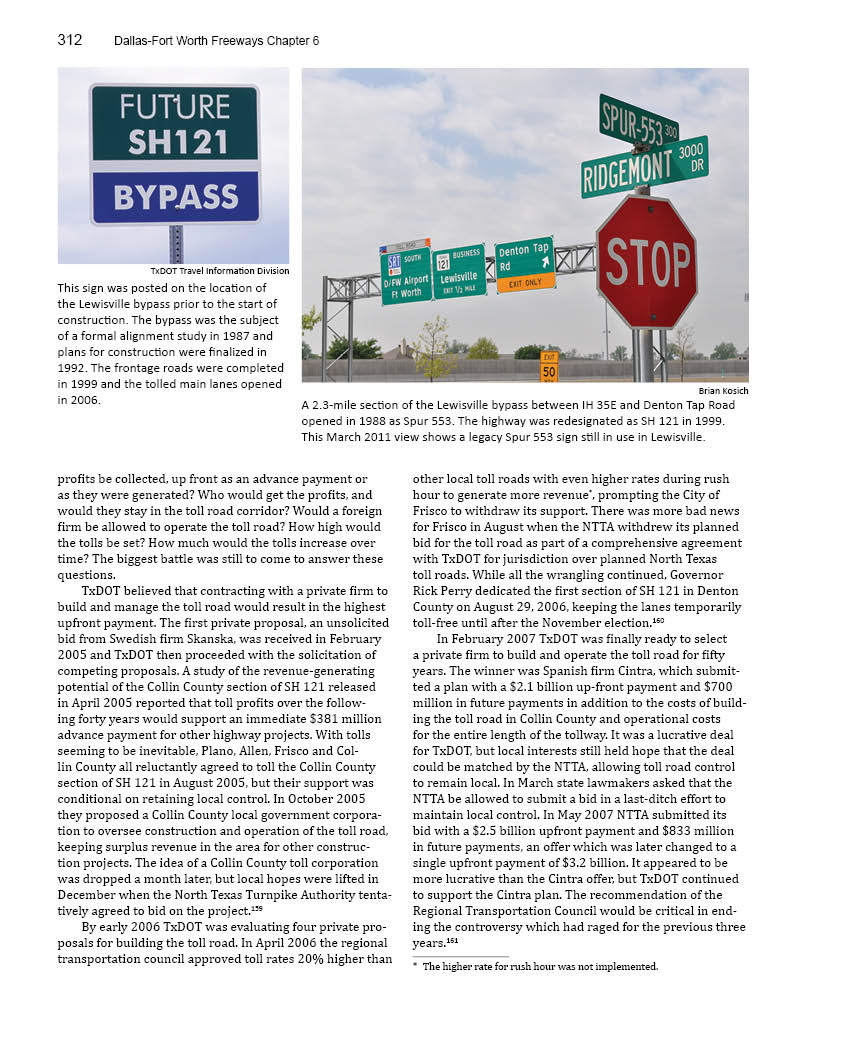 312 Dallas-Fort Worth Freeways Chapter 6
FUTURE
SH121
BYPASS
TxDOT Travel Information Division
This sign was posted on the location of
the Lewisville bypass prior to the start of
construction. The bypass was the subject
of a formal alignment study in 1987 and
plans for construction were finalized in
1992. The frontage roads were completed
in 1999 and the tolled main lanes opened
in 2006.
SPUR-553 300
RIDGEMONT 3000
DR
STOP
TOLL ROAD
SRT SOUTH
D/FW Airport
Ft Worth
121 BUSINESS
Lewisville
EXIT 1/2 MILE
Denton Tap
Rd
EXIT ONLY
EXIT
50
Brian Kosich
A 2.3-mile section of the Lewisville bypass between IH 35E and Denton Tap Road
opened in 1988 as Spur 553. The highway was redesignated as SH 121 in 1999.
This March 2011 view shows a legacy Spur 553 sign still in use in Lewisville.
profits be collected, up front as an advance payment or
as they were generated? Who would get the profits, and
would they stay in the toll road corridor? Would a foreign
firm be allowed to operate the toll road? How high would
the tolls be set? How much would the tolls increase over
time? The biggest battle was still to come to answer these
questions.
TxDOT believed that contracting with a private firm to
build and manage the toll road would result in the highest
upfront payment. The first private proposal, an unsolicited
bid from Swedish firm Skanska, was received in February
2005 and TxDOT then proceeded with the solicitation of
competing proposals. A study of the revenue-generating
potential of the Collin County section of SH 121 released
in April 2005 reported that toll profits over the follow-
ing forty years would support an immediate $381 million
advance payment for other highway projects. With tolls
seeming to be inevitable, Plano, Allen, Frisco and Col-
lin County all reluctantly agreed to toll the Collin County
section of SH 121 in August 2005, but their support was
conditional on retaining local control. In October 2005
they proposed a Collin County local government corpora-
tion to oversee construction and operation of the toll road,
keeping surplus revenue in the area for other construc-
tion projects. The idea of a Collin County toll corporation
was dropped a month later, but local hopes were lifted in
December when the North Texas Turnpike Authority tenta-
tively agreed to bid on the project.159
By early 2006 TxDOT was evaluating four private pro-
posals for building the toll road. In April 2006 the regional
transportation council approved toll rates 20% higher than
other local toll roads with even higher rates during rush
hour to generate more revenue*, prompting the City of
Frisco to withdraw its support. There was more bad news
for Frisco in August when the NTTA withdrew its planned
bid for the toll road as part of a comprehensive agreement
with TxDOT for jurisdiction over planned North Texas
toll roads. While all the wrangling continued, Governor
Rick Perry dedicated the first section of SH 121 in Denton
County on August 29, 2006, keeping the lanes temporarily
toll-free until after the November election.160
In February 2007 TxDOT was finally ready to select
a private firm to build and operate the toll road for fifty
years. The winner was Spanish firm Cintra, which submit-
ted a plan with a $2.1 billion up-front payment and $700
million in future payments in addition to the costs of build-
ing the toll road in Collin County and operational costs
for the entire length of the tollway. It was a lucrative deal
for TxDOT, but local interests still held hope that the deal
could be matched by the NTTA, allowing toll road control
to remain local. In March state lawmakers asked that the
NTTA be allowed to submit a bid in a last-ditch effort to
maintain local control. In May 2007 NTTA submitted its
bid with a $2.5 billion upfront payment and $833 million
in future payments, an offer which was later changed to a
single upfront payment of $3.2 billion. It appeared to be
more lucrative than the Cintra offer, but TxDOT continued
to support the Cintra plan. The recommendation of the
Regional Transportation Council would be critical in end-
ing the controversy which had raged for the previous three
years.161
* The higher rate for rush hour was not implemented.